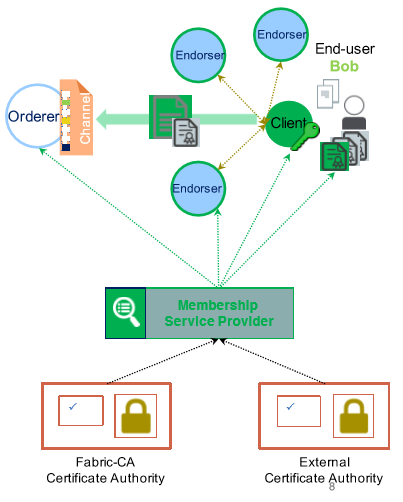 Endorser
Endorser
End-user
Bob
Orderer
Channel
Client
Endorser
Membership
Service Provider
Fabric-CA
Certificate Authority
External
Certificate Authority
8